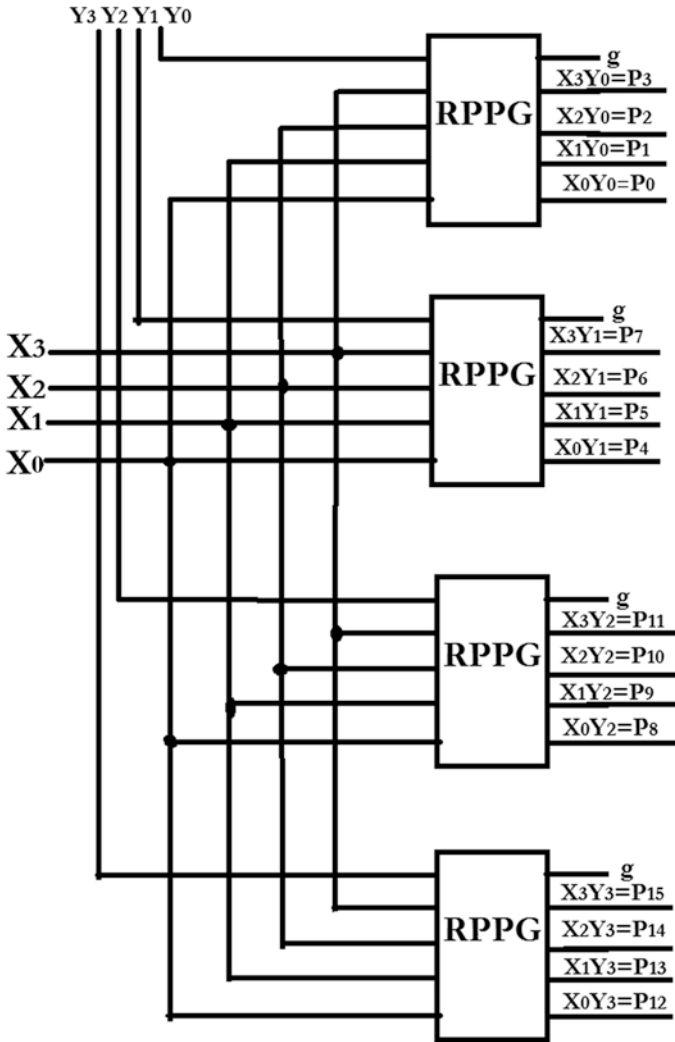 Y3 Y2 Y1 Y0
g
X3Y0=P3
RPPG
X2Y0=P2
X1Y0=P1
X0Y0=P0
g
X3Y1=P7
X3
RPPG
X2Y1=P6
X2
X1Y1=P5
X1
X0Y1=P4
X0
g
X3Y2=P11
RPPG
X2Y2=P10
X1Y2=P9
X0Y2=P8
g
X3Y3=P15
RPPG
X2Y3=P14
X1Y3=P13
X0Y3=P12